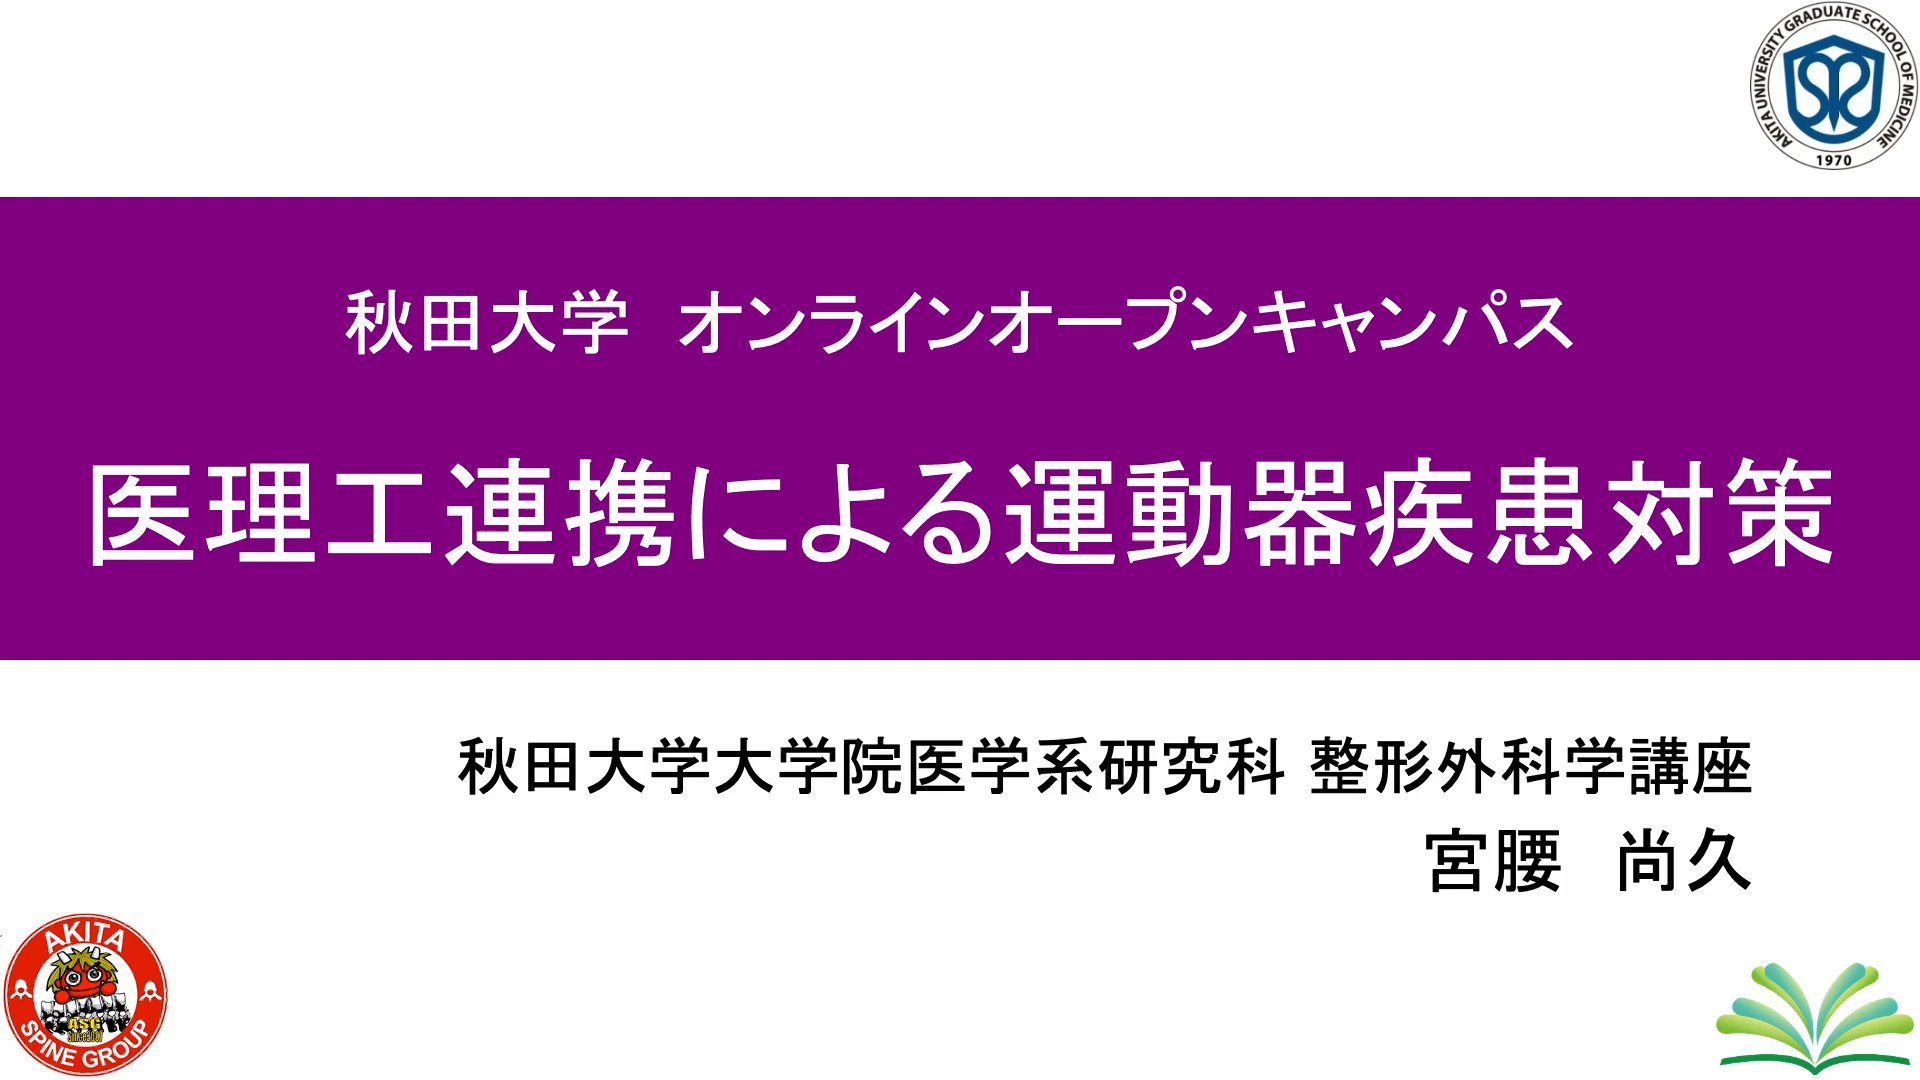 AKITA UNIVERSITY GRADUATE SCHOOL OF MEDICINE
1970
秋田大学　オンラインオープンキャンパス
医理工連携による運動器疾患対策
秋田大学大学院医学系研究科 整形外科学講座
宮腰　尚久
AKITA
ASG
Since2001
SPINE GROUP